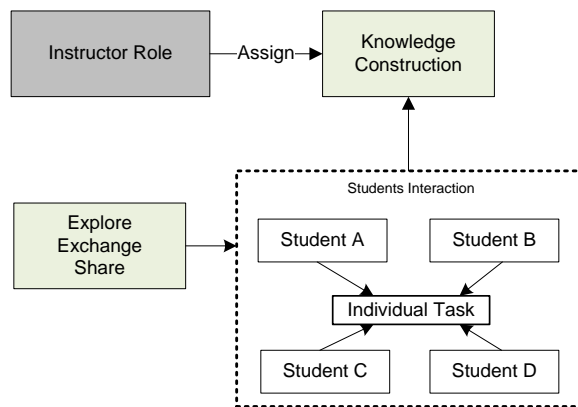 Instructor Role
Assign
Knowledge
Construction
Students Interaction
Explore
Exchange
Share
Student A
Student B
Individual Task
Student C
Student D